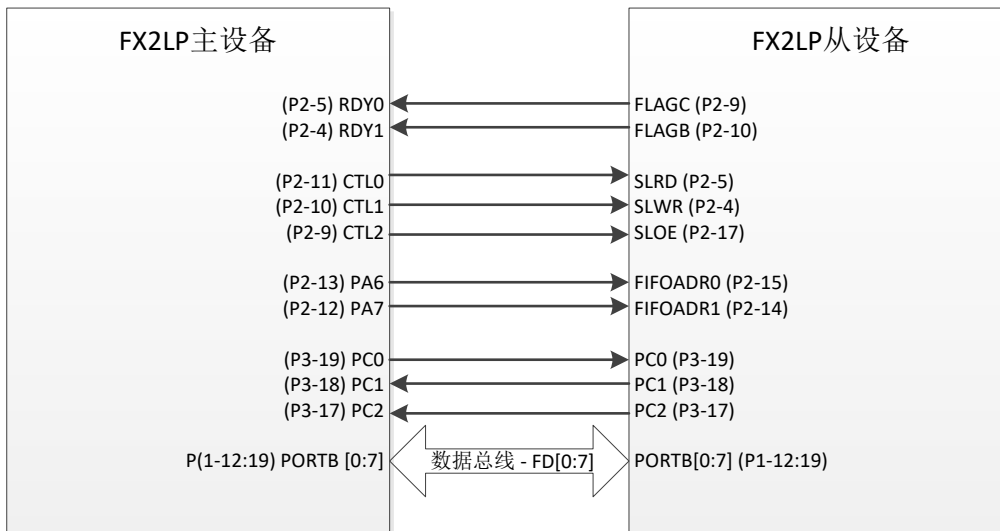 FX2LP主设备 FX2LP从设备
(P2-5) RDY0 FLAGC (P2-9)
(P2-4) RDY1 FLAGB (P2-10)
(P2-11) CTL0 SLRD (P2-5)
(P2-10) CTL1 SLWR (P2-4)
(P2-9) CTL2 SLOE (P2-17)
(P2-13) PA6 FIFOADR0 (P2-15)
(P2-12) PA7 FIFOADR1 (P2-14)
(P3-19) PC0 PC0 (P3-19)
(P3-18) PC1 PC1 (P3-18)
(P3-17) PC2 PC2 (P3-17)
P(1-12:19) PORTB [0:7] 数据总线 - FD[0:7] PORTB[0:7] (P1-12:19)